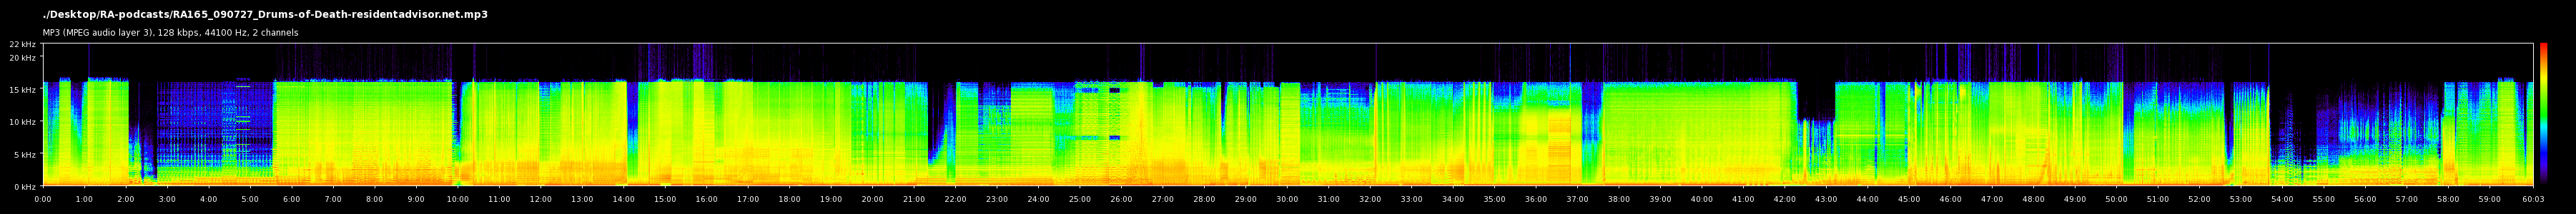 ./Desktop/RA-podcasts/RA165_090727_Drums-of-Death-residentadvisor.net.mp3
MP3 (MPEG audio layer 3), 128 kbps, 44100 Hz, 2 channels
22 kHz
20 kHz
15 kHz
10 kHz
5 kHz
0 kHz
0:00 1:00 2:00 3:00 4:00 5:00 6:00 7:00 8:00 9:00 10:00 11:00 12:00 13:00 14:00 15:00 16:00 17:00 18:00 19:00 20:00 21:00 22:00 23:00 24:00 25:00 26:00 27:00 28:00 29:00 30:00 31:00 32:00 33:00 34:00 35:00 36:00 37:00 38:00 39:00 40:00 41:00 42:00 43:00 44:00 45:00 46:00 47:00 48:00 49:00 50:00 51:00 52:00 53:00 54:00 55:00 56:00 57:00 58:00 59:00 60:03